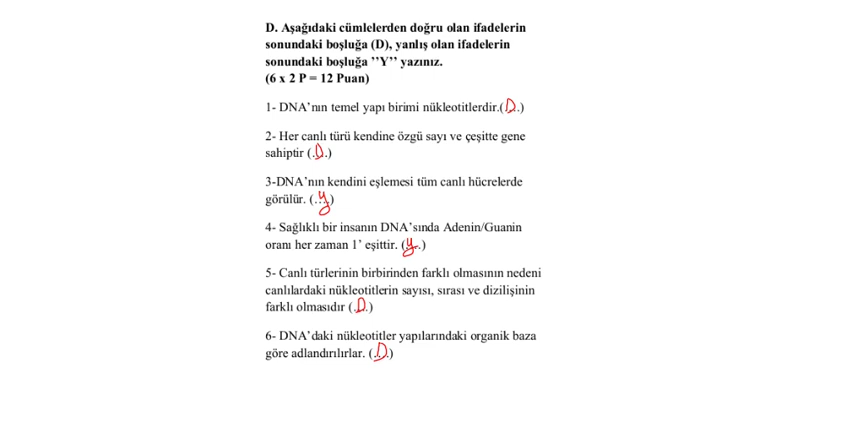 D. Aşağıdaki cümlelerden doğru olan ifadelerin
sonundaki boşluğa (D), yanlış olan ifadelerin
sonundaki boşluğa ’’Y’’ yazınız.
(6 x 2 P = 12 Puan)
1- DNA’nın temel yapı birimi nükleotitlerdir.(.D.)
2- Her canlı türü kendine özgü sayı ve çeşitte gene
sahiptir (.D.)
3-DNA’nın kendini eşlemesi tüm canlı hücrelerde
görülür. (.y.)
4- Sağlıklı bir insanın DNA’sında Adenin/Guanin
oranı her zaman 1’ eşittir. (y.)
5- Canlı türlerinin birbirinden farklı olmasının nedeni
canlılardaki nükleotitlerin sayısı, sırası ve dizilişinin
farklı olmasıdır (.D.)
6- DNA’daki nükleotitler yapılarındaki organik baza
göre adlandırılırlar. (.D.)